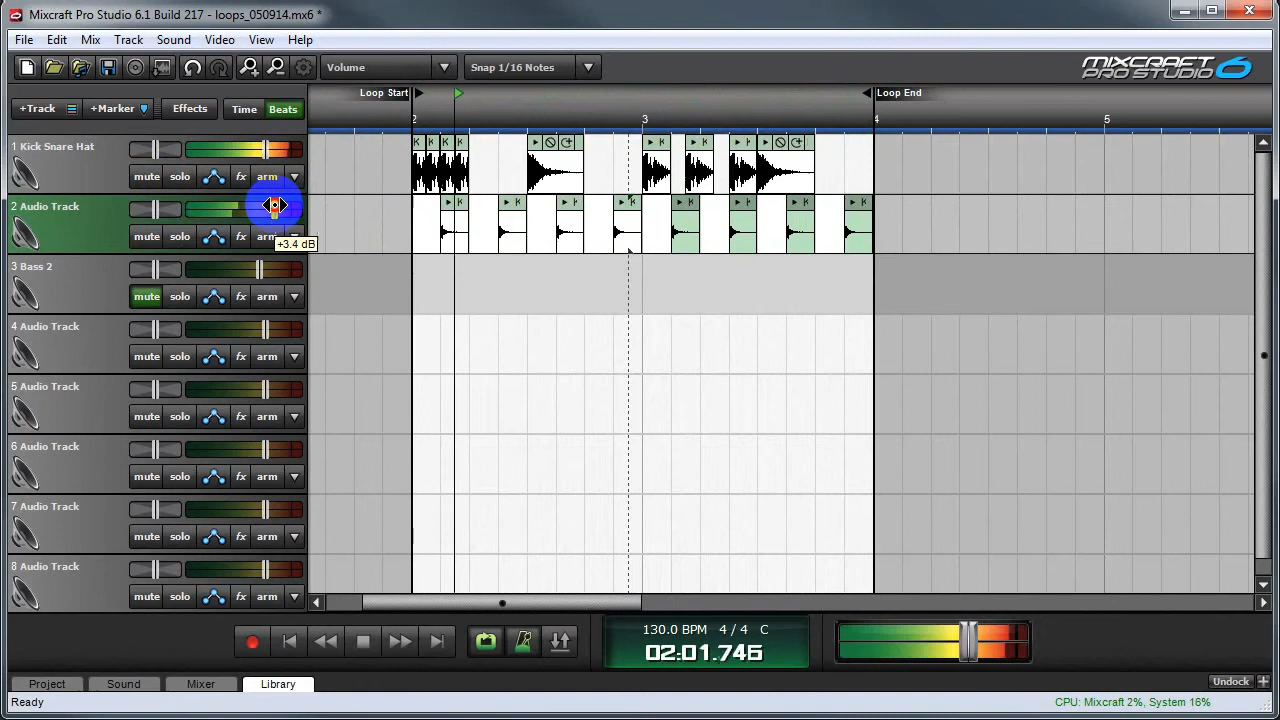 Mixcraft Pro Studio 6.1 Build 217 - loops_050914.mx6 *
File Edit Mix Track Sound Video View Help
Volume Snap 1/16 Notes MIXCRAFT PRO STUDIO 6
+Track +Marker Effects Time Beats Loop Start Loop End
2 3 4 5
1 Kick Snare Hat K K K K K K K
mute solo fx arm
2 Audio Track K K K K K K K K
mute solo fx arm
+3.4 dB
3 Bass 2
mute solo fx arm
4 Audio Track
mute solo fx arm
5 Audio Track
mute solo fx arm
6 Audio Track
mute solo fx arm
7 Audio Track
mute solo fx arm
8 Audio Track
mute solo fx arm
130.0 BPM 4 / 4 C
02:01.746
Project Sound Mixer Library Undock
Ready CPU: Mixcraft 2%, System 16%